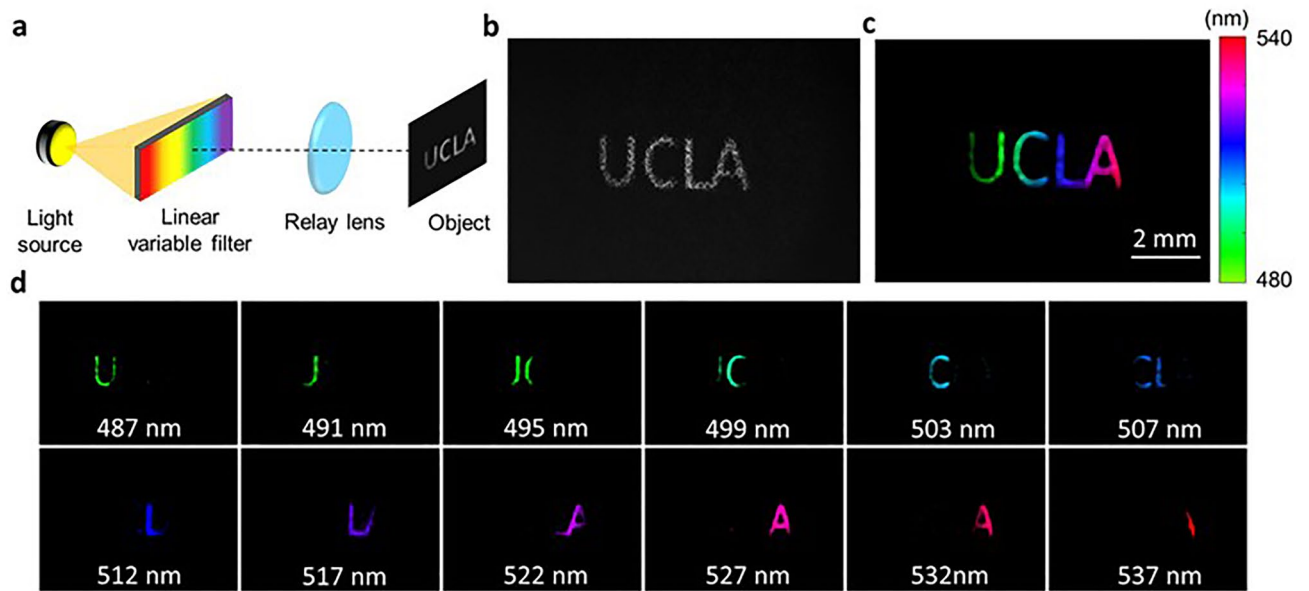 a
b
c
(nm)
540
480
UCLA
Light source
Linear variable filter
Relay lens
Object
UCLA
UCLA
2 mm
d
U
487 nm
J
491 nm
J(
495 nm
C
499 nm
C
503 nm
CL
507 nm
L
512 nm
L/
517 nm
A
522 nm
A
527 nm
A
532nm
537 nm